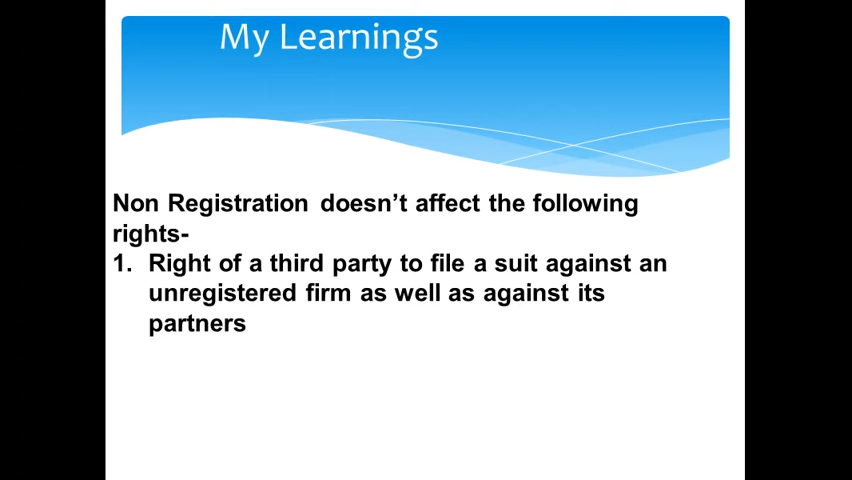 My Learnings
Non Registration doesn’t affect the following
rights-
1. Right of a third party to file a suit against an
unregistered firm as well as against its
partners